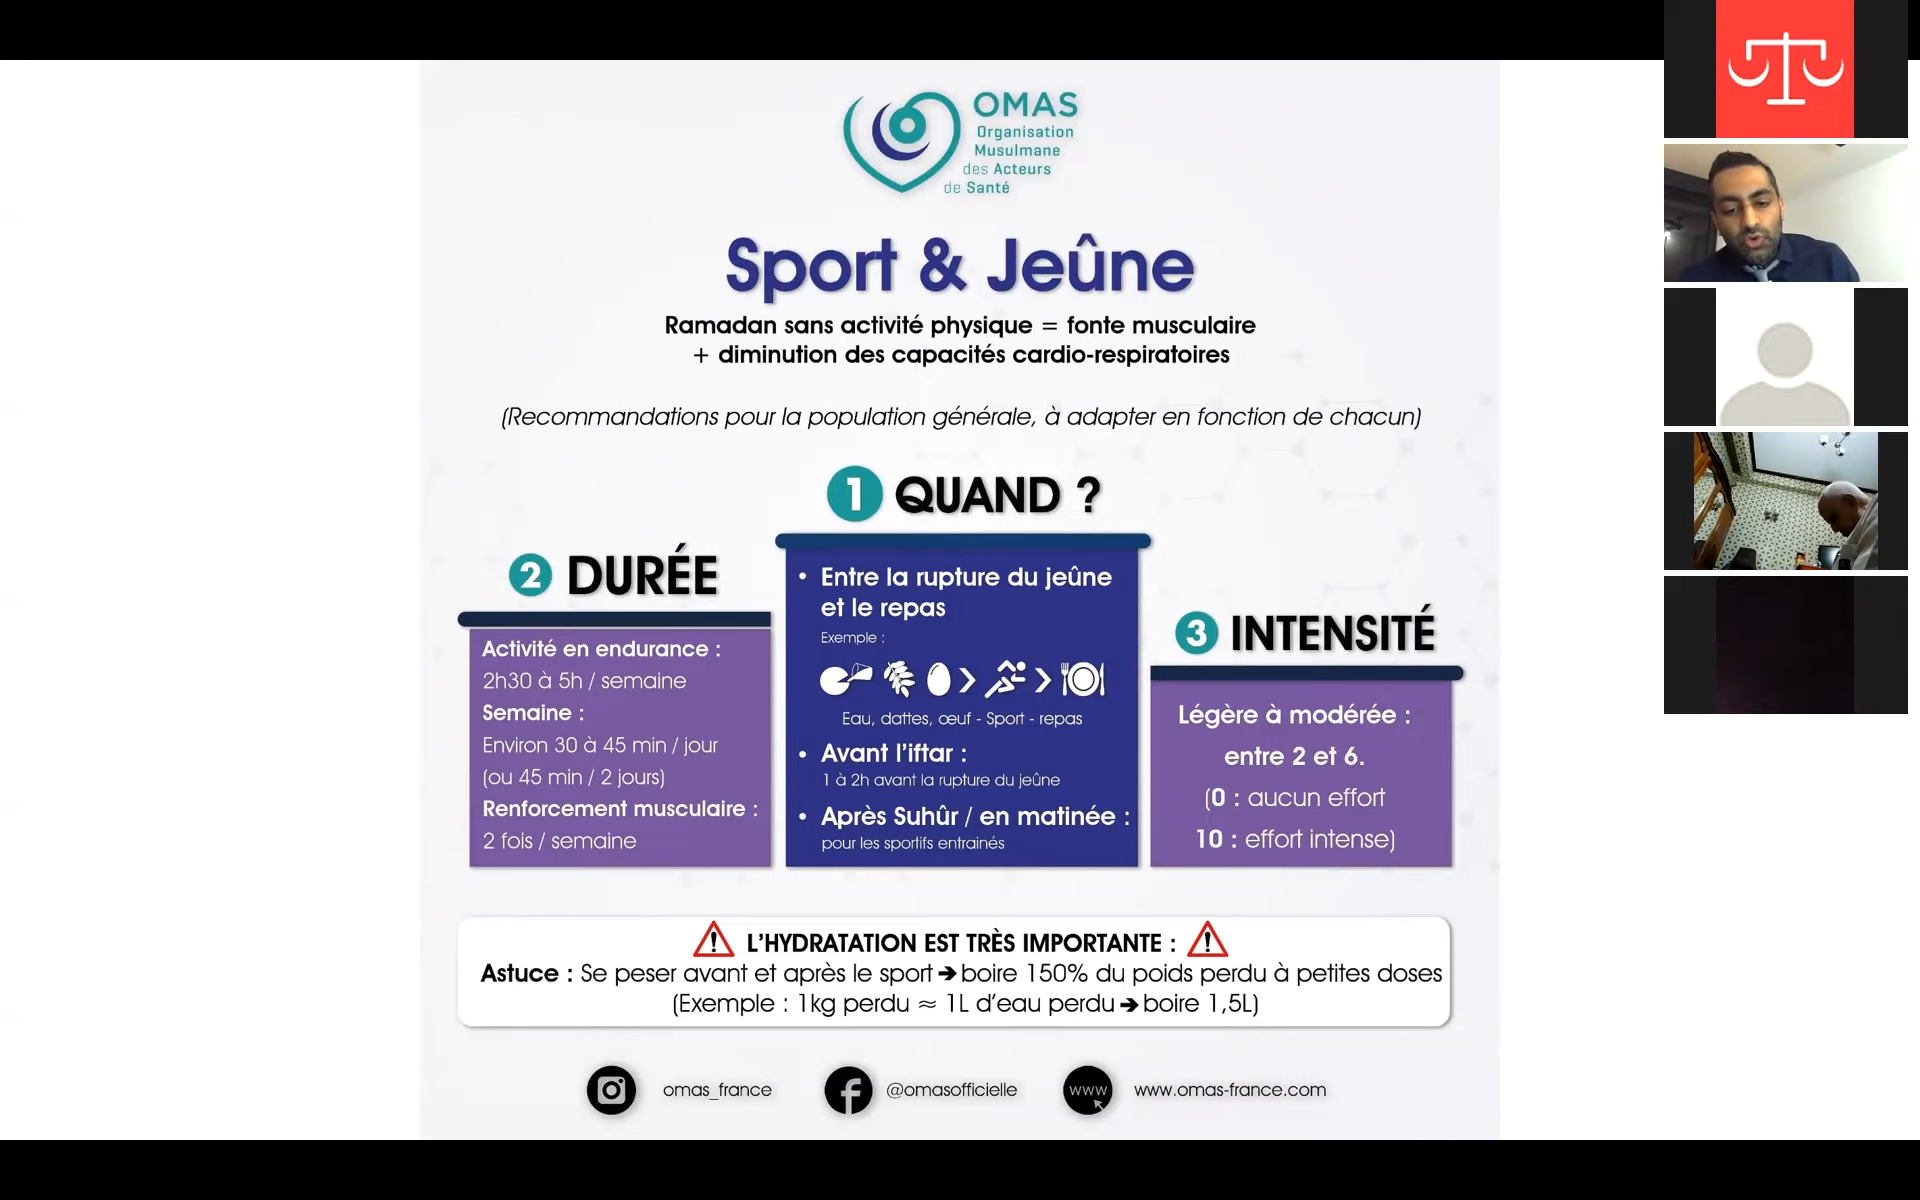 OMAS
Organisation
Musulmane
des Acteurs
de Santé
Sport & Jeûne
Ramadan sans activité physique = fonte musculaire
+ diminution des capacités cardio-respiratoires
(Recommandations pour la population générale, à adapter en fonction de chacun)
1 QUAND ?
• Entre la rupture du jeûne
et le repas
Exemple :
Eau, dattes, œuf - Sport - repas
• Avant l'iftar :
1 à 2h avant la rupture du jeûne
• Après Suhûr / en matinée :
pour les sportifs entrainés
2 DURÉE
Activité en endurance :
2h30 à 5h / semaine
Semaine :
Environ 30 à 45 min / jour
(ou 45 min / 2 jours)
Renforcement musculaire :
2 fois / semaine
3 INTENSITÉ
Légère à modérée :
entre 2 et 6.
(0 : aucun effort
10 : effort intense)
L'HYDRATATION EST TRÈS IMPORTANTE :
Astuce : Se peser avant et après le sport ➔ boire 150% du poids perdu à petites doses
(Exemple : 1kg perdu ≈ 1L d'eau perdu ➔ boire 1,5L)
omas_france
@omasofficielle
www
www.omas-france.com